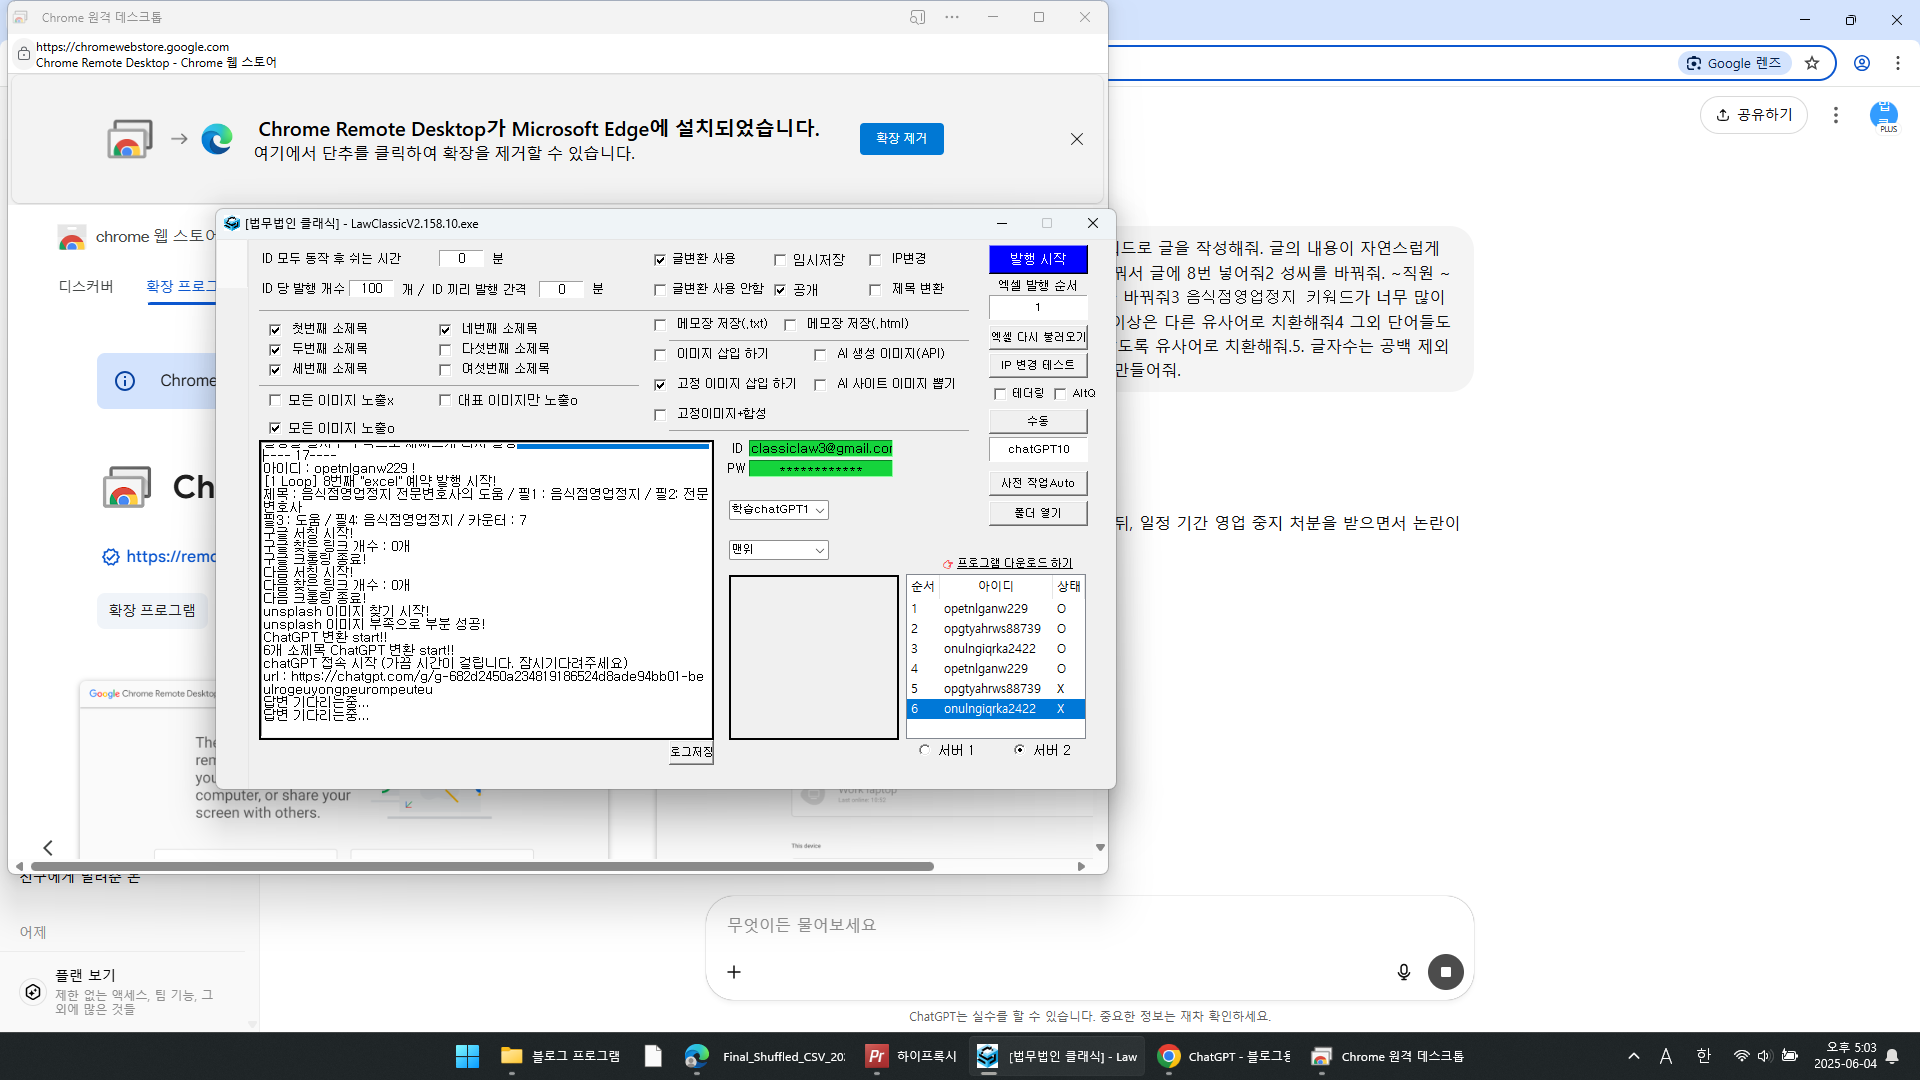 Chrome 원격 데스크톱
https://chromewebstore.google.com
Chrome Remote Desktop - Chrome 웹 스토어
Google 렌즈
Chrome Remote Desktop가 Microsoft Edge에 설치되었습니다.
여기에서 단추를 클릭하여 확장을 제거할 수 있습니다.
확장 제거
공유하기
PLUS
chrome 웹 스토어
디스커버
확장 프로그
Chrome
Ch
https://remo
확장 프로그램
Google Chrome Remote Desktop
computer, or share your
screen with others.
Work laptop
This device
[법무법인 클래식] - LawClassicV2.158.10.exe
ID 모두 동작 후 쉬는 시간 0 분
ID 당 발행 개수 100 개 / ID 끼리 발행 간격 0 분
글변환 사용 임시저장 IP변경
글변환 사용 안함 공개 제목 변환
발행 시작
엑셀 발행 순서
1
엑셀 다시 불러오기
IP 변경 테스트
테더링 AltQ
수동
chatGPT10
사전 작업Auto
폴더 열기
첫번째 소제목 네번째 소제목
두번째 소제목 다섯번째 소제목
세번째 소제목 여섯번째 소제목
모든 이미지 노출x 대표 이미지만 노출o
모든 이미지 노출o
메모장 저장(.txt) 메모장 저장(.html)
이미지 삽입 하기 AI 생성 이미지(API)
고정 이미지 삽입 하기 AI 사이트 이미지 뽑기
고정이미지+합성
---- 17----
아이디 : opetnlganw229 !
[1 Loop] 8번째 "excel" 예약 발행 시작!
제목 : 음식점영업정지 전문변호사의 도움 / 필1 : 음식점영업정지 / 필2: 전문
변호사
필3 : 도움 / 필4: 음식점영업정지 / 카운터 : 7
구글 서칭 시작!
구글 찾은 링크 개수 : 0개
구글 크롤링 종료!
다음 서칭 시작!
다음 찾은 링크 개수 : 0개
다음 크롤링 종료!
unsplash 이미지 찾기 시작!
unsplash 이미지 부족으로 부분 성공!
ChatGPT 변환 start!!
6개 소제목 ChatGPT 변환 start!!
chatGPT 접속 시작 (가끔 시간이 걸립니다. 잠시기다려주세요)
url : https://chatgpt.com/g/g-682d2450a234819186524d8ade94bb01-be
ulrogeuyongpeurompeuteu
답변 기다리는중...
답변 기다리는중...
로그저장
ID classiclaw3@gmail.com
PW ************
학습chatGPT1
맨위
프로그램 다운로드 하기
순서 아이디 상태
1 opetnlganw229 O
2 opgtyahrws88739 O
3 onulngiqrka2422 O
4 opetnlganw229 O
5 opgtyahrws88739 X
6 onulngiqrka2422 X
서버 1 서버 2
드로 글을 작성해줘. 글의 내용이 자연스럽게
꿔서 글에 8번 넣어줘2 성씨를 바꿔줘. ~직원 ~
바꿔줘3 음식점영업정지 키워드가 너무 많이
이상은 다른 유사어로 치환해줘4 그외 단어들도
도록 유사어로 치환해줘.5. 글자수는 공백 제외
만들어줘.
뒤, 일정 기간 영업 중지 처분을 받으면서 논란이
어제
플랜 보기
제한 없는 액세스, 팀 기능, 그
외에 많은 것들
무엇이든 물어보세요
ChatGPT는 실수를 할 수 있습니다. 중요한 정보는 재차 확인하세요.
블로그 프로그램
Final_Shuffled_CSV_20
하이프록시
[법무법인 클래식] - Law
ChatGPT - 블로그용
Chrome 원격 데스크톱
A
한
오후 5:03
2025-06-04